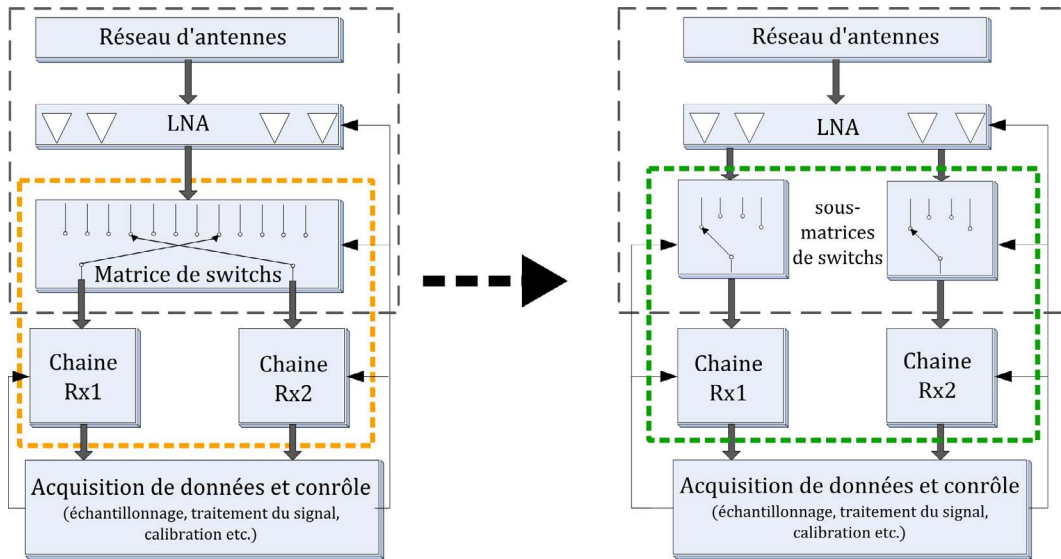 Réseau d'antennes
LNA
Matrice de switchs
Chaine
Rx1
Chaine
Rx2
Acquisition de données et conrôle
(échantillonnage, traitement du signal,
calibration etc.)
Réseau d'antennes
LNA
sous-
matrices
de switchs
Chaine
Rx1
Chaine
Rx2
Acquisition de données et conrôle
(échantillonnage, traitement du signal,
calibration etc.)